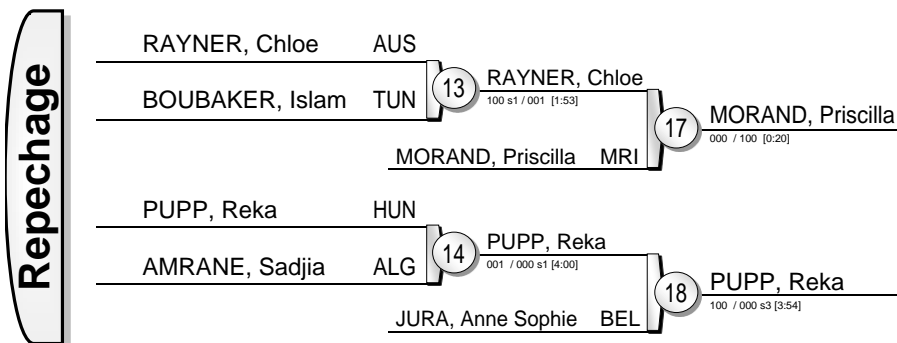 Repechage
RAYNER, Chloe AUS
BOUBAKER, Islam TUN
13
RAYNER, Chloe
100 s1 / 001 [1:53]
MORAND, Priscilla MRI
17
MORAND, Priscilla
000 / 100 [0:20]
PUPP, Reka HUN
AMRANE, Sadjia ALG
14
PUPP, Reka
001 / 000 s1 [4:00]
JURA, Anne Sophie BEL
18
PUPP, Reka
100 / 000 s3 [3:54]